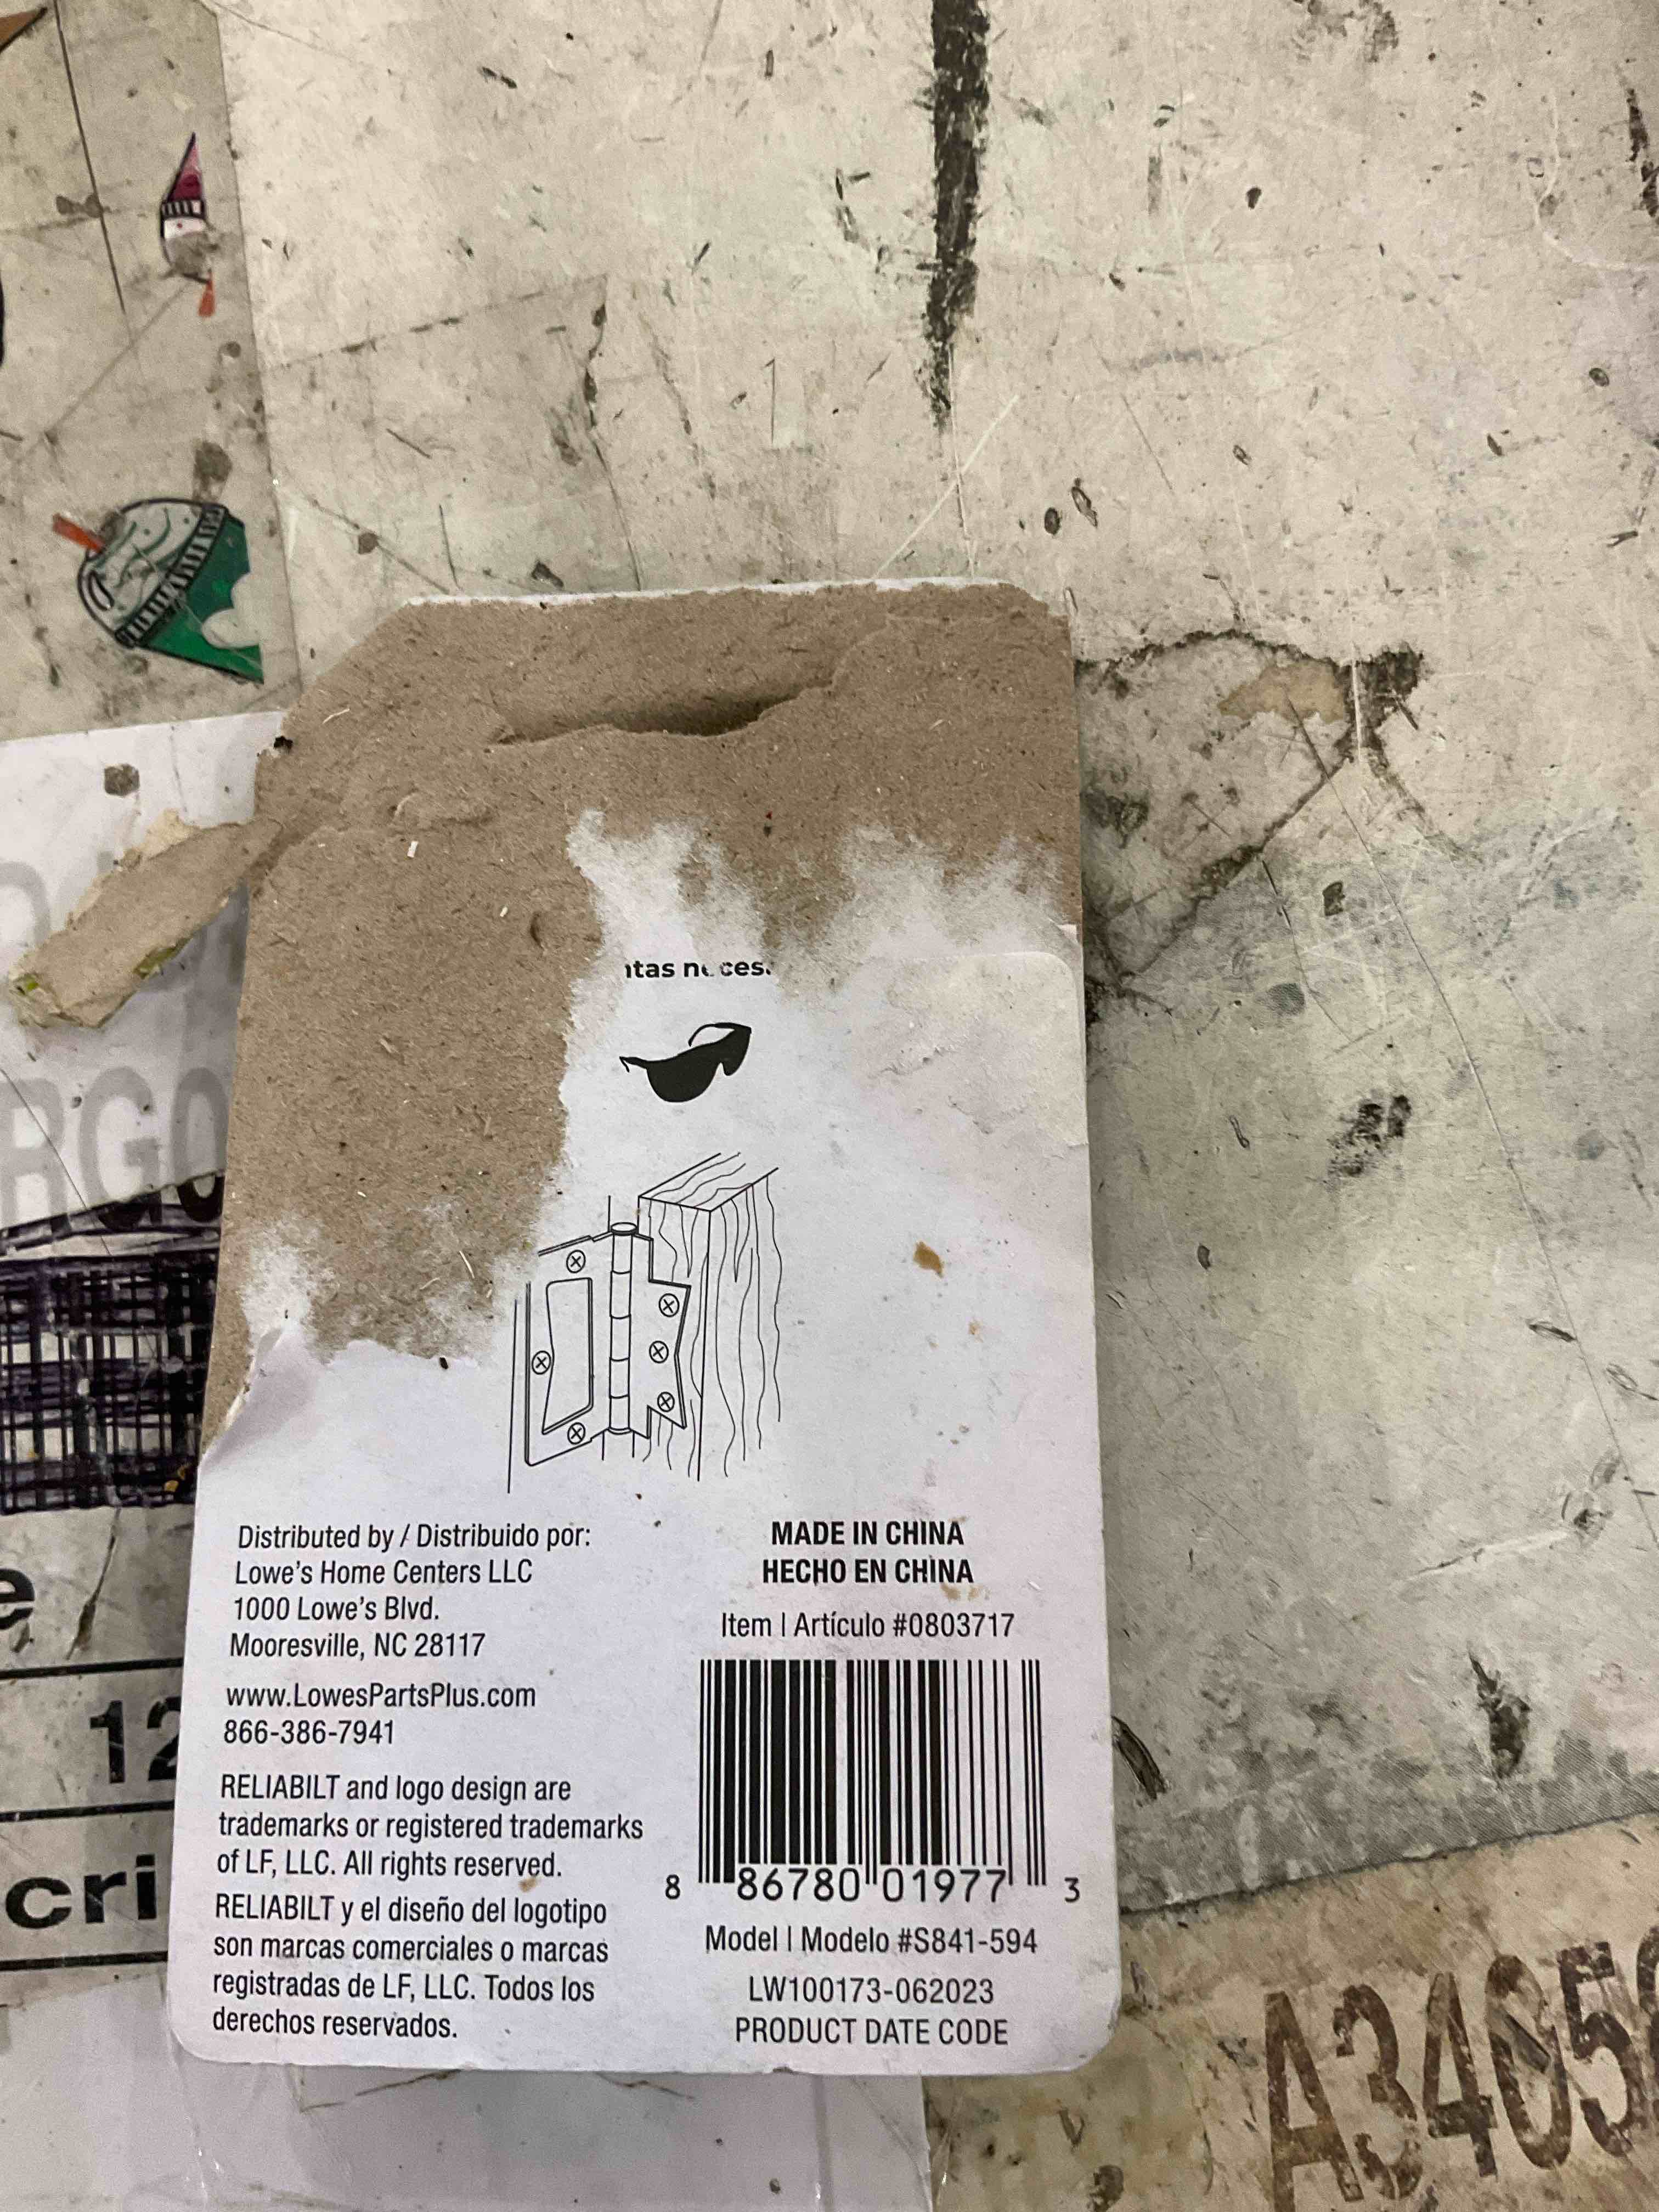 Distributed by / Distribuido por:
Lowe's Home Centers LLC
1000 Lowe's Blvd.
Mooresville, NC 28117
www.LowesPartsPlus.com
866-386-7941
RELIABILT and logo design are
trademarks or registered trademarks
of LF, LLC. All rights reserved.
RELIABILT y el diseño del logotipo
son marcas comerciales o marcas
registradas de LF, LLC. Todos los
derechos reservados.
MADE IN CHINA
HECHO EN CHINA
Item | Artículo #0803717
8 86780 01977 3
Model | Modelo #S841-594
LW100173-062023
PRODUCT DATE CODE
12
cri